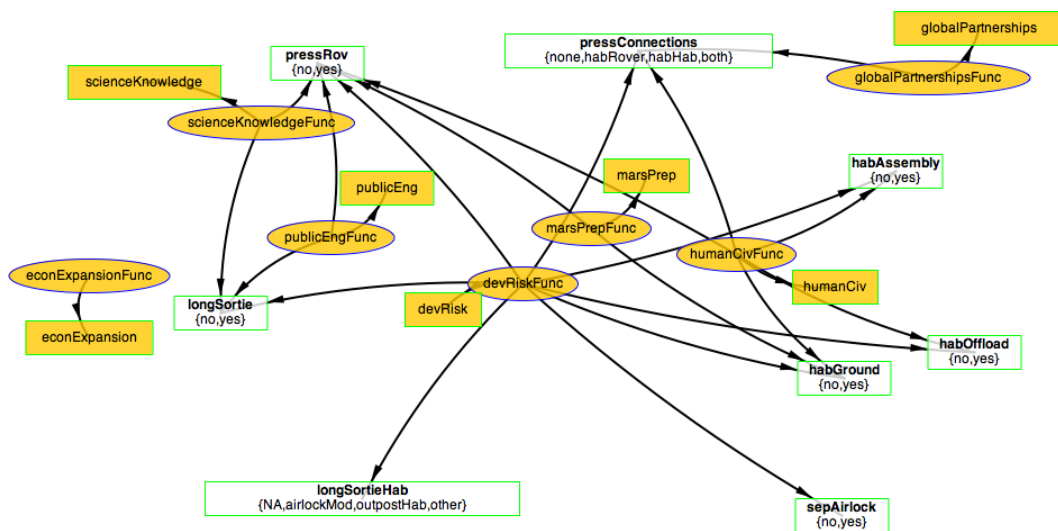 globalPartnerships
pressRov
{no,yes}
pressConnections
{none,habRover,habHab,both}
scienceKnowledge
globalPartnershipsFunc
scienceKnowledgeFunc
habAssembly
{no,yes}
publicEng
marsPrep
publicEngFunc
marsPrepFunc
humanCivFunc
econExpansionFunc
devRiskFunc
humanCiv
longSortie
{no,yes}
devRisk
econExpansion
habOffload
{no,yes}
habGround
{no,yes}
longSortieHab
{NA,airlockMod,outpostHab,other}
sepAirlock
{no,yes}